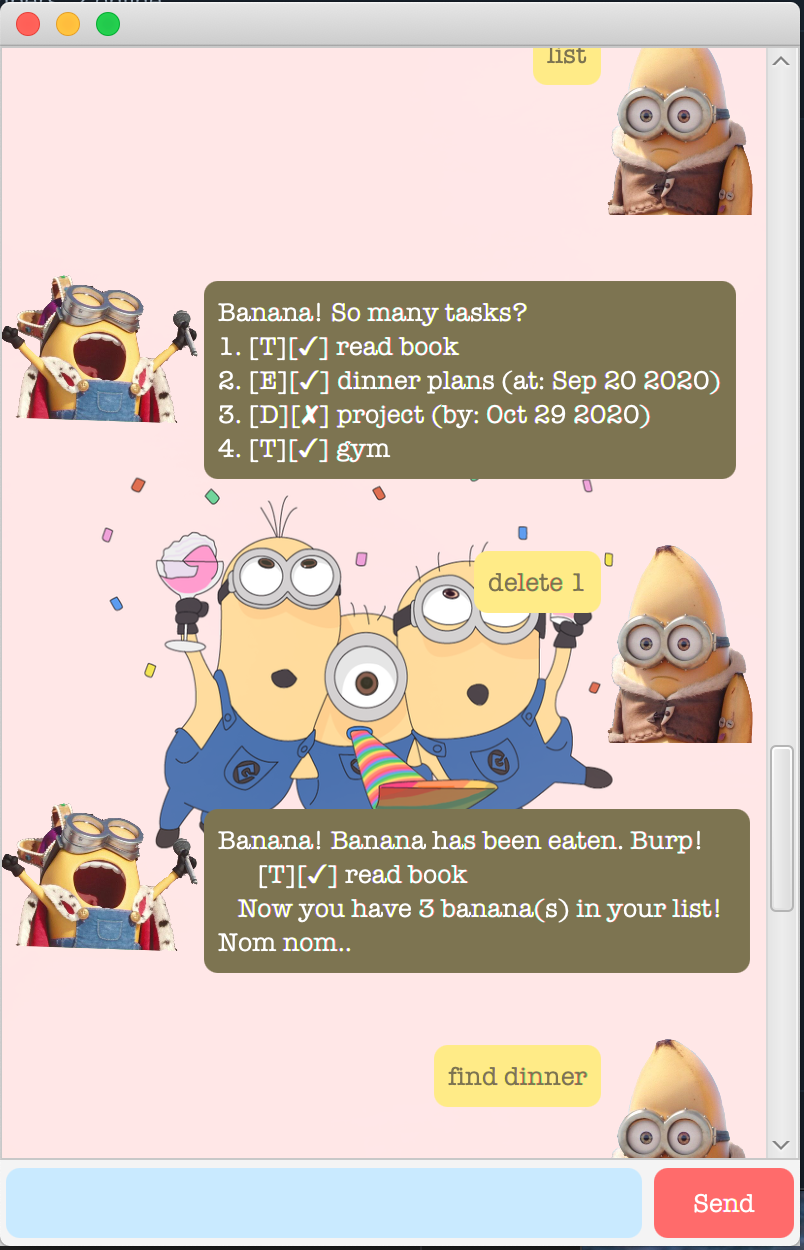 list
Banana! So many tasks?
1. [T][✓] read book
2. [E][✓] dinner plans (at: Sep 20 2020)
3. [D][✗] project (by: Oct 29 2020)
4. [T][✓] gym
delete 1
Banana! Banana has been eaten. Burp!
[T][✓] read book
Now you have 3 banana(s) in your list!
Nom nom..
find dinner
Send